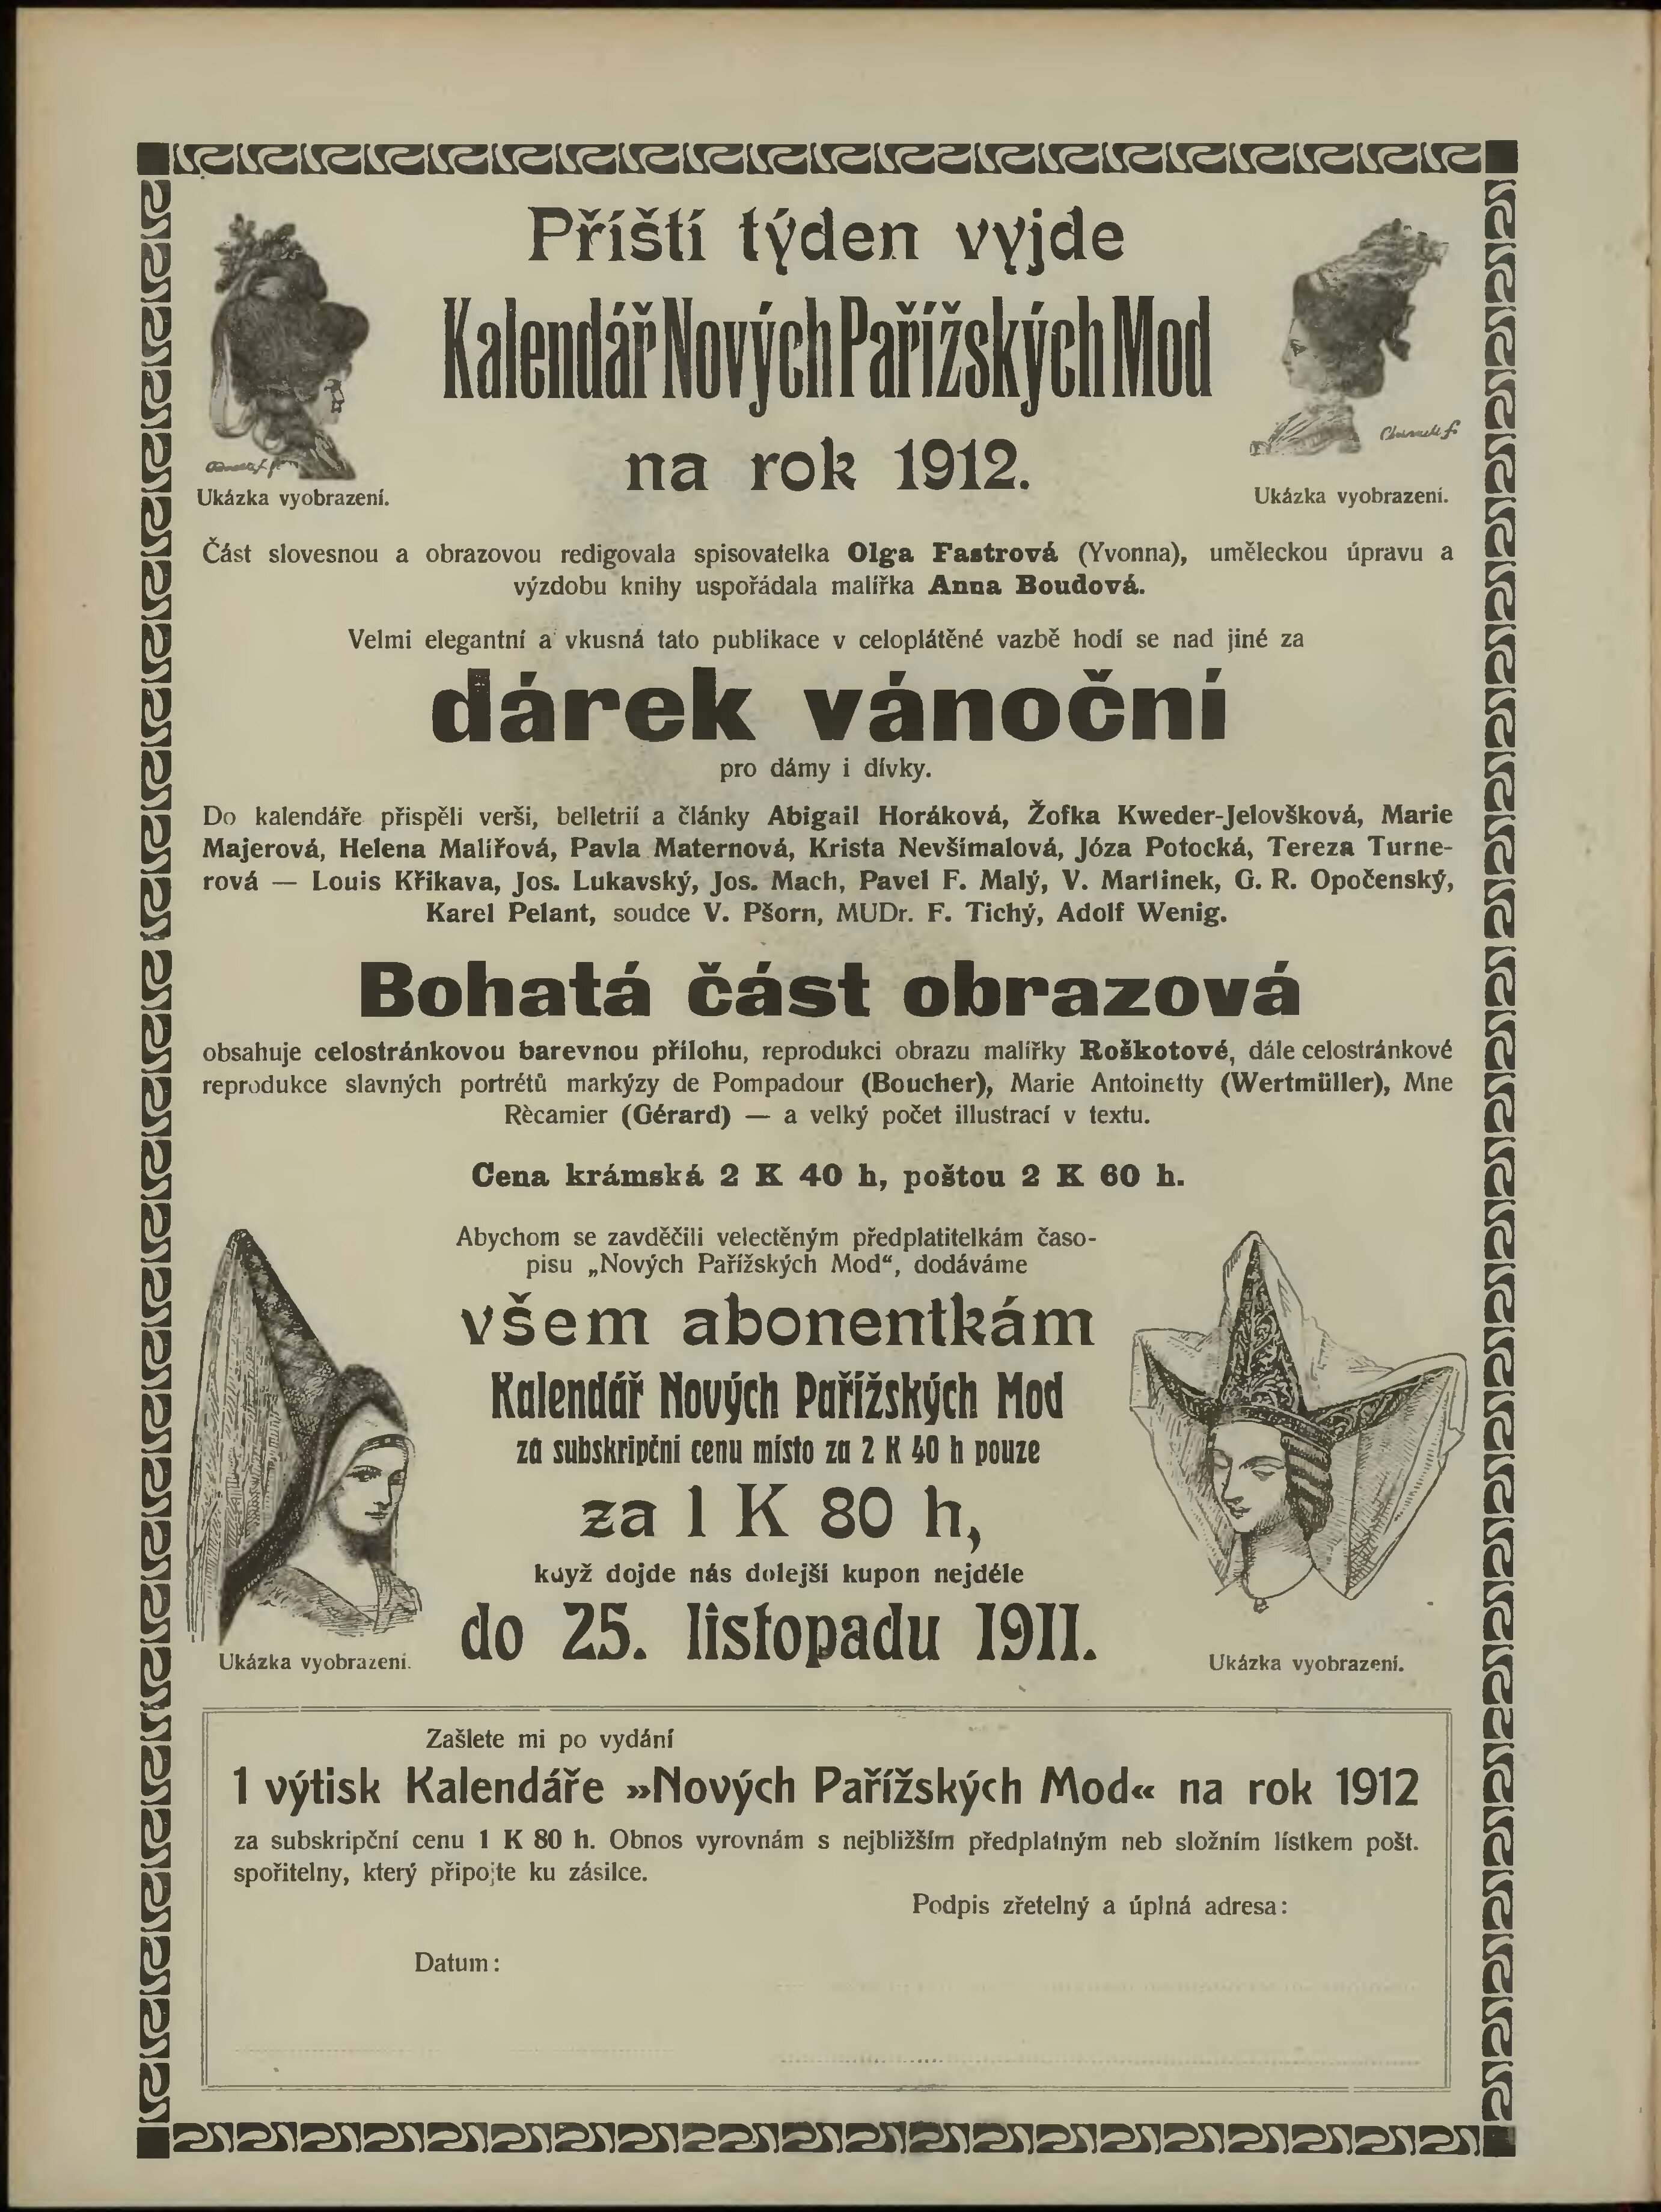 Příští týden vyjde
Kalendář Nových Pařížských Mod
na rok 1912.
Ukázka vyobrazení.
Ukázka vyobrazení.
Část slovesnou a obrazovou redigovala spisovatelka Olga Fastrová (Yvonna), uměleckou úpravu a
výzdobu knihy uspořádala malířka Anna Boudová.
Velmi elegantní a vkusná tato publikace v celoplátěné vazbě hodí se nad jiné za
dárek vánoční
pro dámy i dívky.
Do kalendáře přispěli verši, belletrií a články Abigail Horáková, Žofka Kweder-Jelovšková, Marie
Majerová, Helena Malířová, Pavla Maternová, Krista Nevšímalová, Józa Potocká, Tereza Turne-
rová — Louis Křikava, Jos. Lukavský, Jos. Mach, Pavel F. Malý, V. Martinek, G. R. Opočenský,
Karel Pelant, soudce V. Pšorn, MUDr. F. Tichý, Adolf Wenig.
Bohatá část obrazová
obsahuje celostránkovou barevnou přílohu, reprodukci obrazu malířky Roškotové, dále celostránkové
reprodukce slavných portrétů markýzy de Pompadour (Boucher), Marie Antoinetty (Wertmüller), Mne
Rècamier (Gérard) — a velký počet illustrací v textu.
Cena krámská 2 K 40 h, poštou 2 K 60 h.
Abychom se zavděčili velectěným předplatitelkám časo-
pisu „Nových Pařížských Mod“, dodáváme
všem abonentkám
Kalendář Nových Pařížských Mod
za subskripční cenu místo za 2 K 40 h pouze
za 1 K 80 h,
když dojde nás dolejší kupon nejdéle
do 25. listopadu 1911.
Ukázka vyobrazení.
Ukázka vyobrazení.
Zašlete mi po vydání
1 výtisk Kalendáře »Nových Pařížských Mod« na rok 1912
za subskripční cenu 1 K 80 h. Obnos vyrovnám s nejbližším předplatným neb složním lístkem pošt.
spořitelny, který připojte ku zásilce.
Podpis zřetelný a úplná adresa:
Datum: